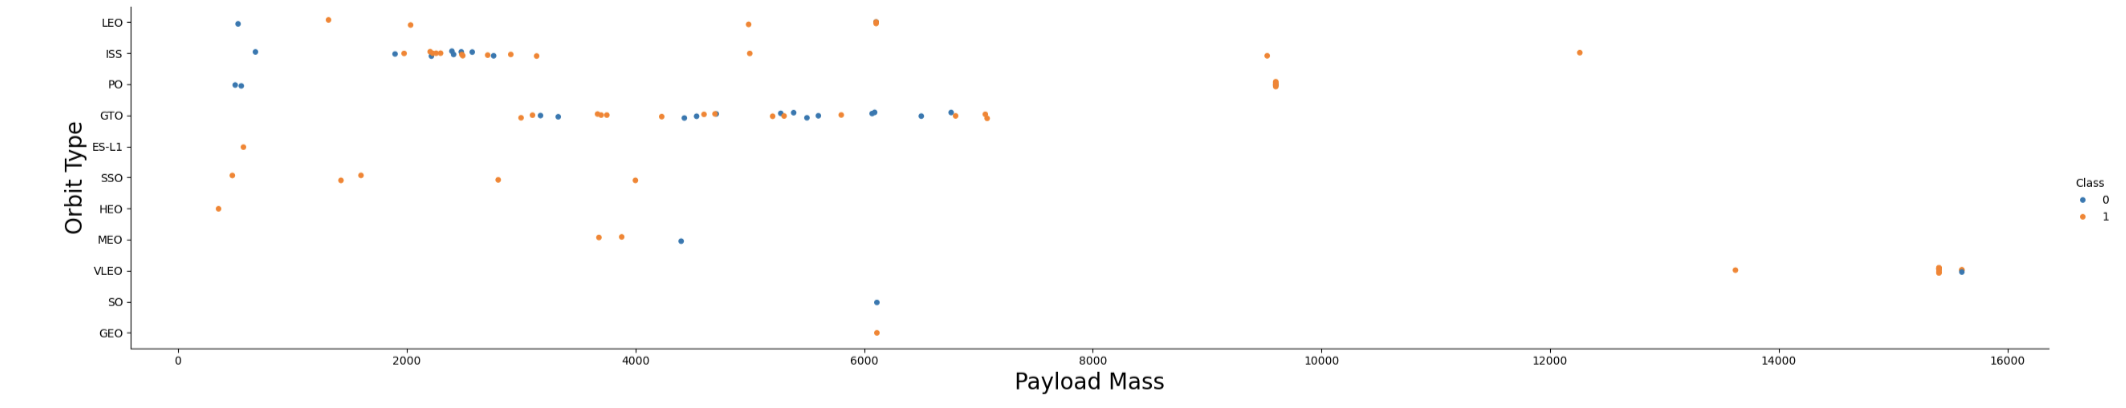 LEO
ISS
PO
GTO
ES-L1
SSO
HEO
MEO
VLEO
SO
GEO
Orbit Type
0 2000 4000 6000 8000 10000 12000 14000 16000
Payload Mass
Class
0
1